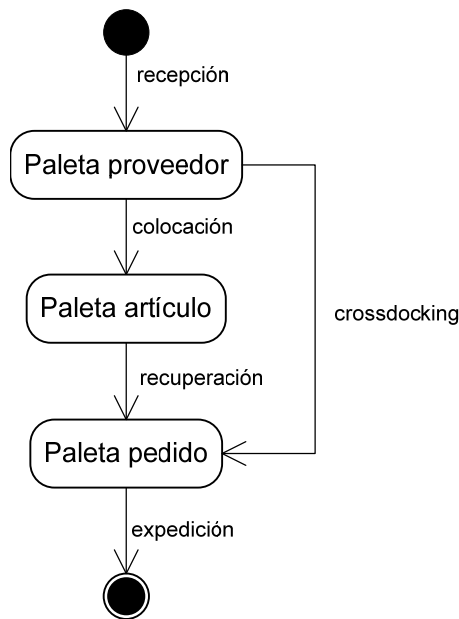 recepción
Paleta proveedor
colocación
Paleta artículo
crossdocking
recuperación
Paleta pedido
expedición